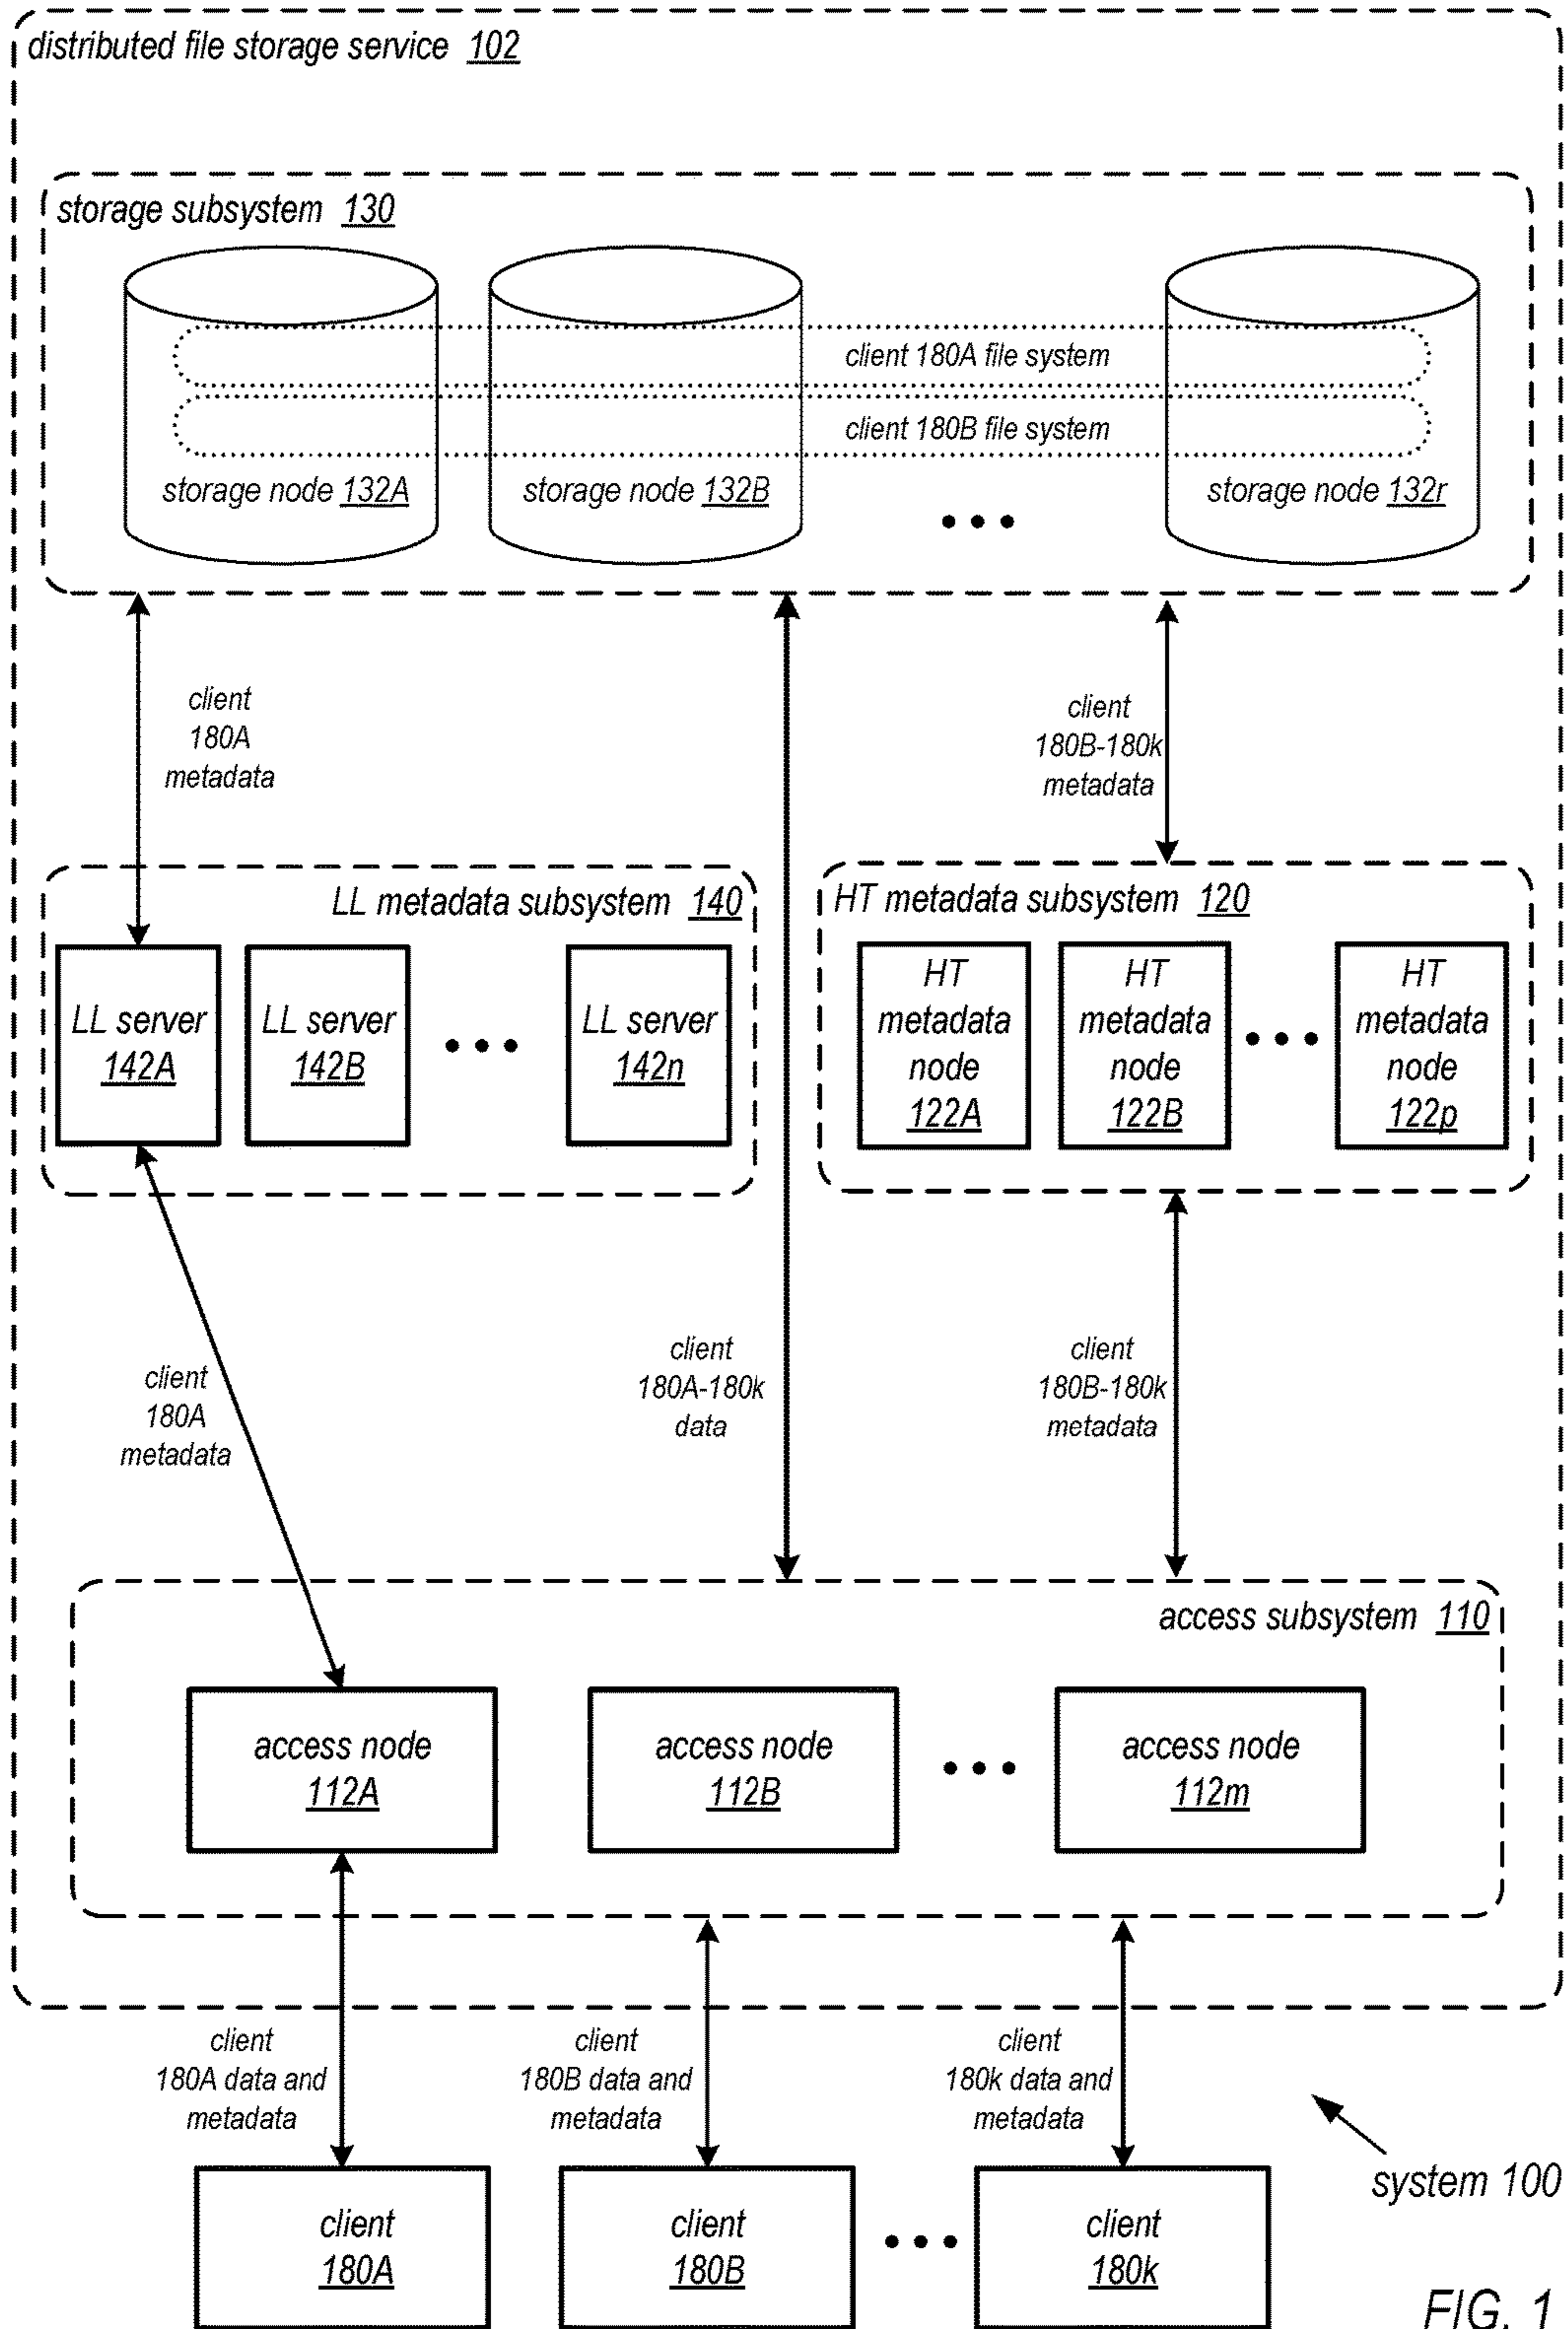 distributed file storage service 102
storage subsystem 130
client 180A file system
client 180B file system
storage node 132A
storage node 132B
storage node 132r
client
180A
metadata
client
180B-180k
metadata
LL metadata subsystem 140
HT metadata subsystem 120
LL server
142A
LL server
142B
LL server
142n
HT
metadata
node
122A
HT
metadata
node
122B
HT
metadata
node
122p
client
180A
metadata
client
180A-180k
data
client
180B-180k
metadata
access subsystem 110
access node
112A
access node
112B
access node
112m
client
180A data and
metadata
client
180B data and
metadata
client
180k data and
metadata
system 100
client
180A
client
180B
client
180k
FIG. 1